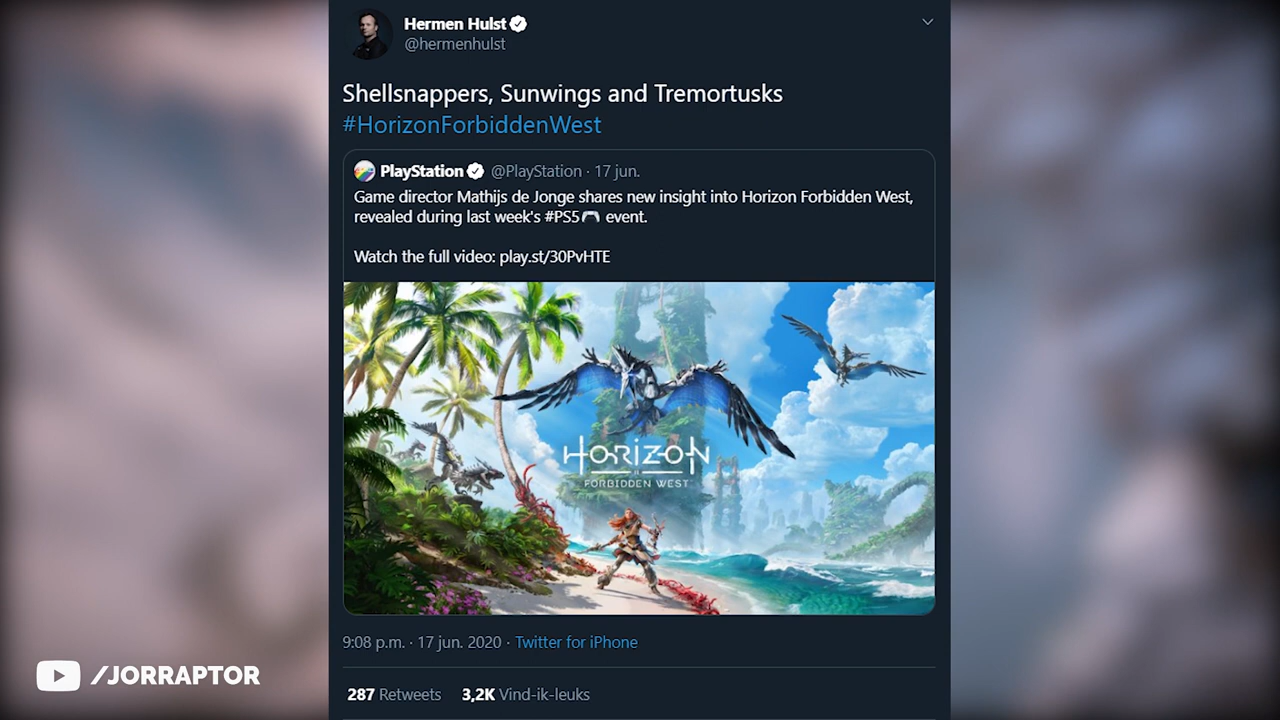 Hermen Hulst
@hermenhulst
Shellsnappers, Sunwings and Tremortusks
#HorizonForbiddenWest
PlayStation @PlayStation · 17 jun.
Game director Mathijs de Jonge shares new insight into Horizon Forbidden West,
revealed during last week's #PS5🎮 event.
Watch the full video: play.st/30PvHTE
HORIZON
FORBIDDEN WEST
9:08 p.m. · 17 jun. 2020 · Twitter for iPhone
287 Retweets 3,2K Vind-ik-leuks
/JORRAPTOR